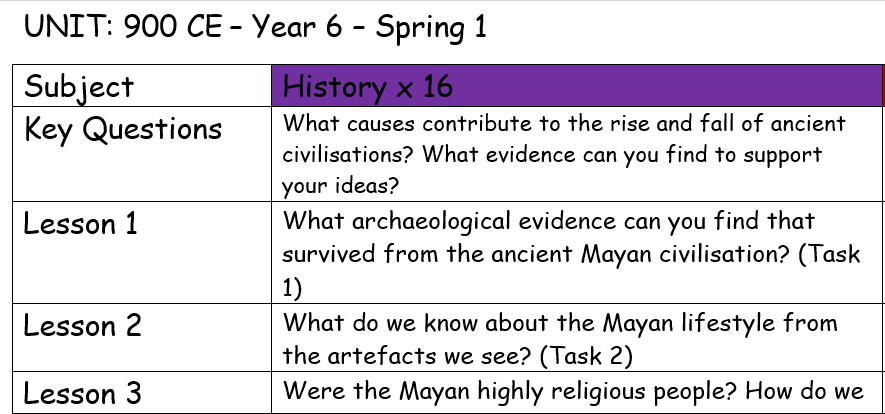 UNIT: 900 CE – Year 6 – Spring 1
Subject
History x 16
Key Questions
What causes contribute to the rise and fall of ancient
civilisations? What evidence can you find to support
your ideas?
Lesson 1
What archaeological evidence can you find that
survived from the ancient Mayan civilisation? (Task
1)
Lesson 2
What do we know about the Mayan lifestyle from
the artefacts we see? (Task 2)
Lesson 3
Were the Mayan highly religious people? How do we